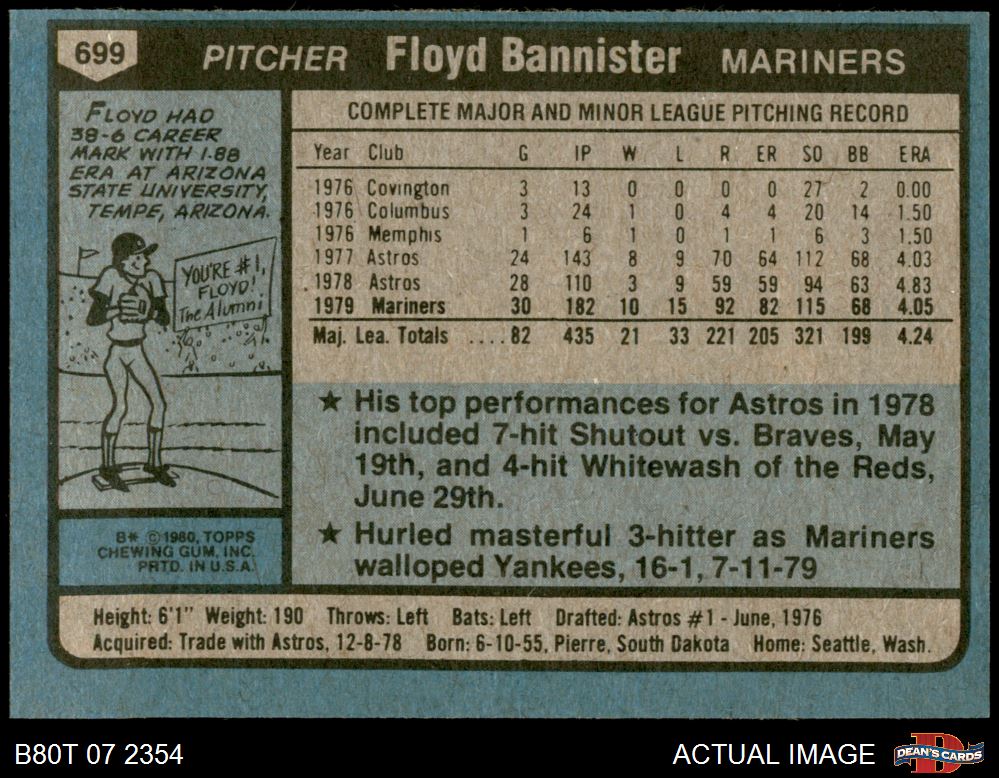 699 PITCHER Floyd Bannister MARINERS
FLOYD HAD
38-6 CAREER
MARK WITH 1.88
ERA AT ARIZONA
STATE UNIVERSITY,
TEMPE, ARIZONA.
YOU'RE #1,
FLOYD!
The Alumni
B* © 1980, TOPPS
CHEWING GUM, INC.
PRTD. IN U.S.A.
COMPLETE MAJOR AND MINOR LEAGUE PITCHING RECORD
Year Club G IP W L R ER SO BB ERA
1976 Covington 3 13 0 0 0 0 27 2 0.00
1976 Columbus 3 24 1 0 4 4 20 14 1.50
1976 Memphis 1 6 1 0 1 1 6 3 1.50
1977 Astros 24 143 8 9 70 64 112 68 4.03
1978 Astros 28 110 3 9 59 59 94 63 4.83
1979 Mariners 30 182 10 15 92 82 115 68 4.05
Maj. Lea. Totals ....82 435 21 33 221 205 321 199 4.24
★ His top performances for Astros in 1978
included 7-hit Shutout vs. Braves, May
19th, and 4-hit Whitewash of the Reds,
June 29th.
★ Hurled masterful 3-hitter as Mariners
walloped Yankees, 16-1, 7-11-79
Height: 6'1" Weight: 190 Throws: Left Bats: Left Drafted: Astros #1 - June, 1976
Acquired: Trade with Astros, 12-8-78 Born: 6-10-55, Pierre, South Dakota Home: Seattle, Wash.
B80T 07 2354 ACTUAL IMAGE DEAN'S CARDS